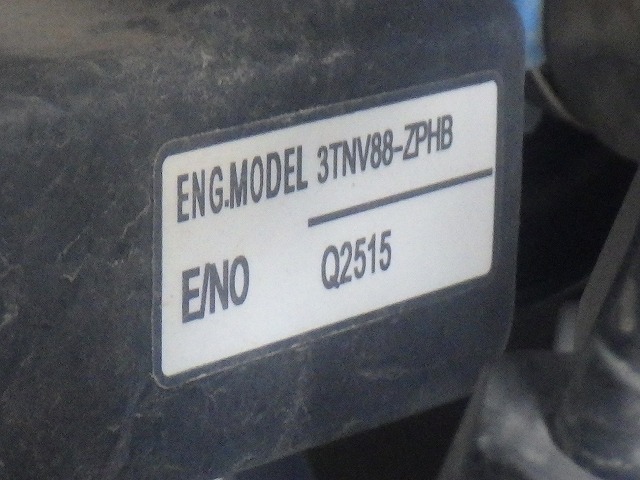 ENG.MODEL 3TNV88-ZPHB
E/NO Q2515